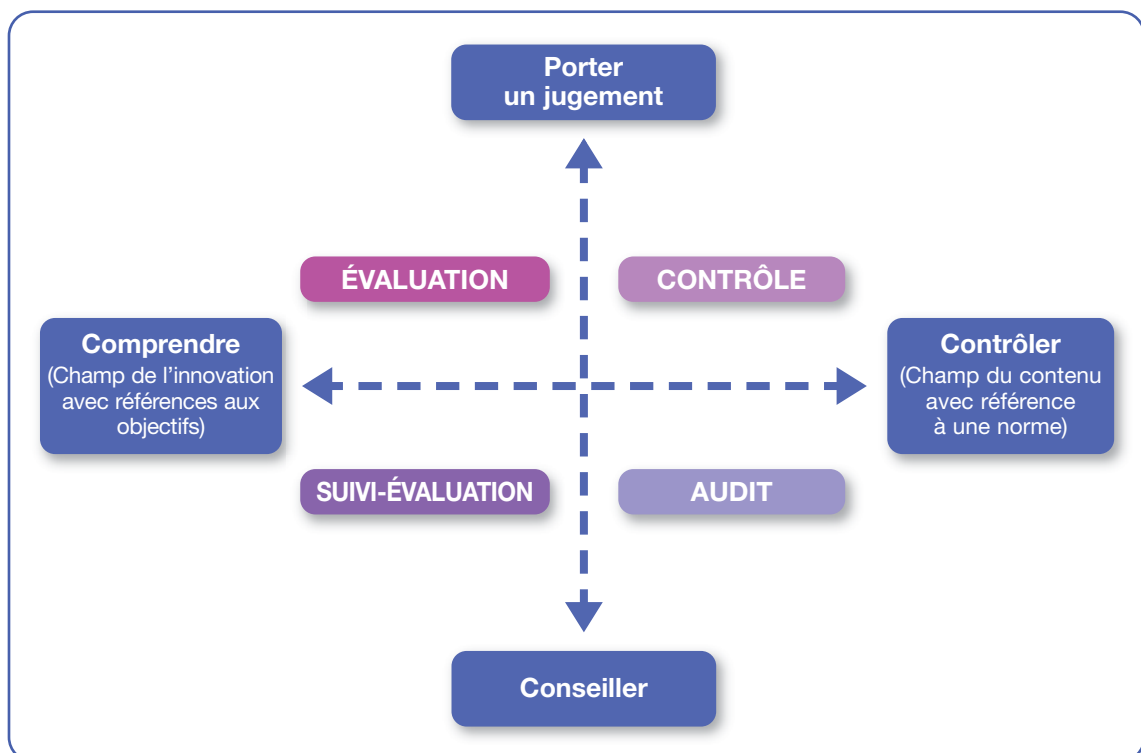 Porter
un jugement
ÉVALUATION
CONTRÔLE
Comprendre
(Champ de l'innovation
avec références aux
objectifs)
Contrôler
(Champ du contenu
avec référence
à une norme)
SUIVI-ÉVALUATION
AUDIT
Conseiller